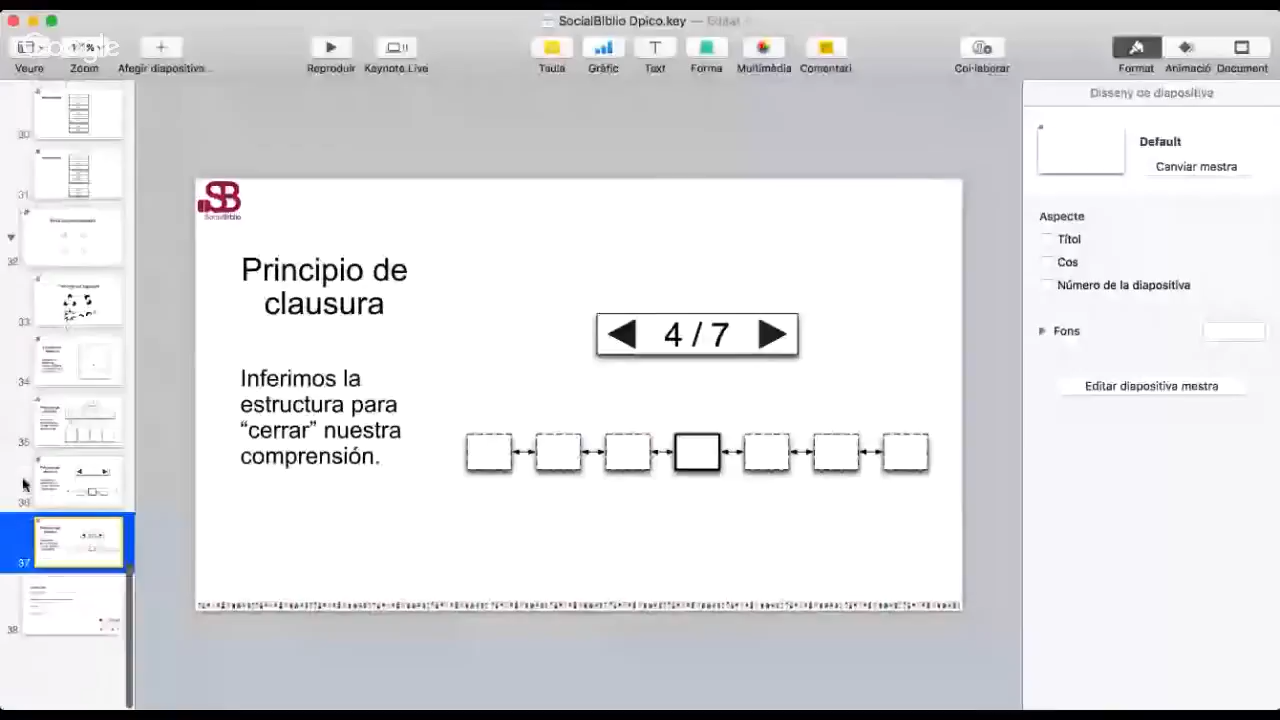 SocialBIblio Dpico.key — Editat
Google
Veure
Zoom
Afegir diapositiva...
Reproduir
Keynote Live
Taula
Gràfic
Text
Forma
Multimèdia
Comentari
Col·laborar
Format
Animació
Document
Disseny de diapositiva
Default
Canviar mestra
Aspecte
Títol
Cos
Número de la diapositiva
Fons
Editar diapositiva mestra
30
31
32
33
34
35
36
37
38
SB
SocialBiblio
Principio de
clausura
4 / 7
Inferimos la
estructura para
“cerrar” nuestra
comprensión.